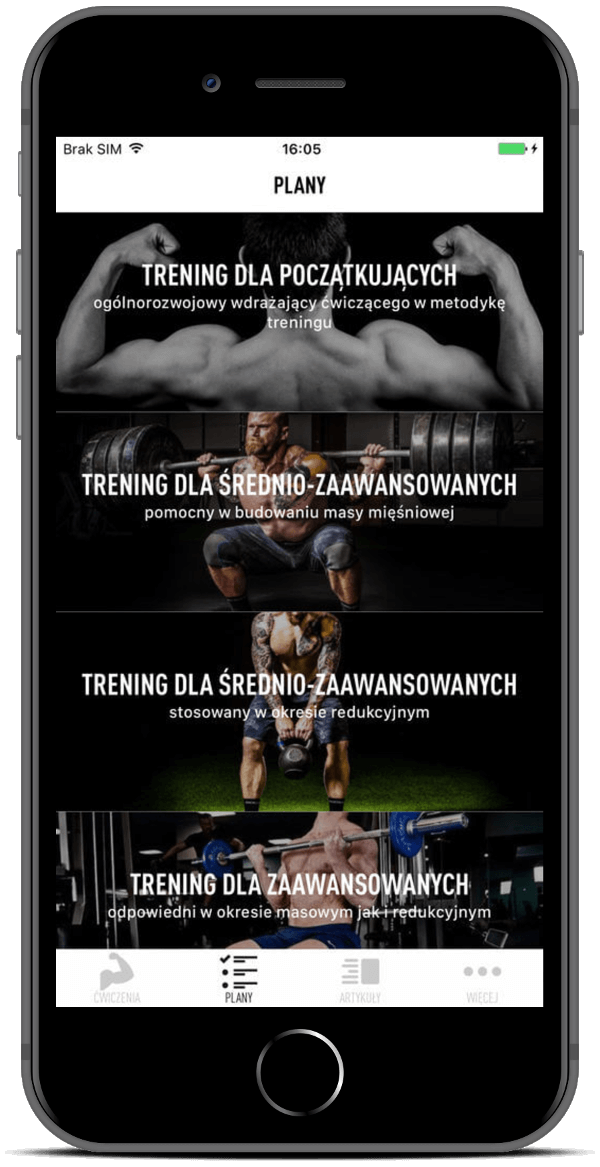 Brak SIM 16:05
PLANY
TRENING DLA POCZĄTKUJĄCYCH
ogólnorozwojowy wdrażający ćwiczącego w metodykę
treningu
TRENING DLA ŚREDNIO-ZAAWANSOWANYCH
pomocny w budowaniu masy mięśniowej
TRENING DLA ŚREDNIO-ZAAWANSOWANYCH
stosowany w okresie redukcyjnym
TRENING DLA ZAAWANSOWANYCH
odpowiedni w okresie masowym jak i redukcyjnym
ĆWICZENIA PLANY ARTYKUŁY WIĘCEJ